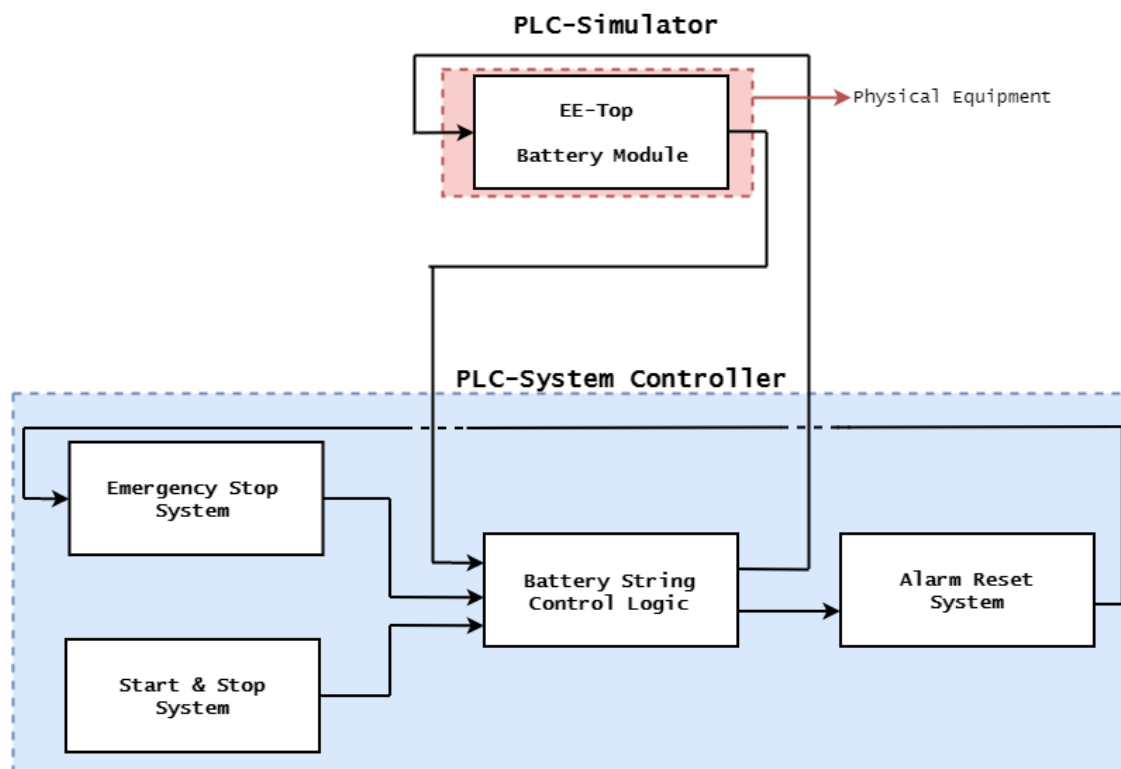 PLC-Simulator
EE-Top
Battery Module
Physical Equipment
PLC-System Controller
Emergency Stop
System
Battery String
Control Logic
Alarm Reset
System
Start & Stop
System